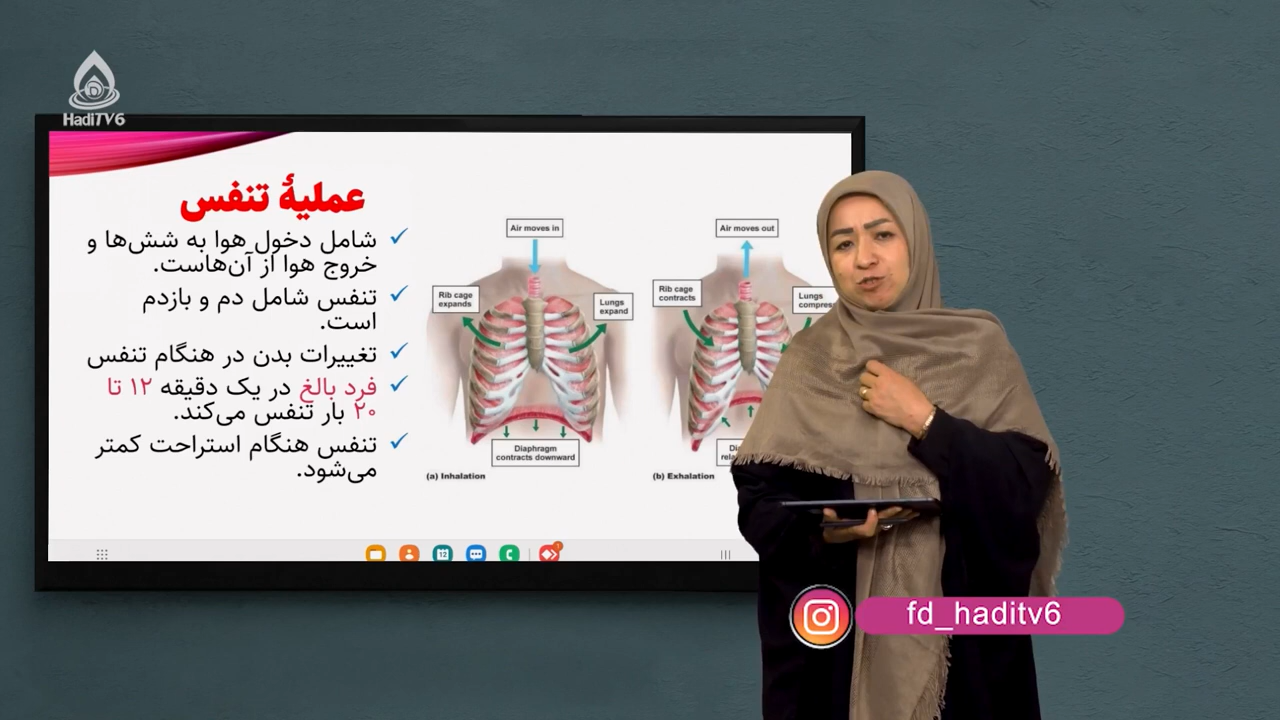 HadiTV6
عملیهٔ تنفس
شامل دخول هوا به شش‌ها و
خروج هوا از آن‌هاست.
تنفس شامل دم و بازدم
است.
تغییرات بدن در هنگام تنفس
فرد بالغ در یک دقیقه ۱۲ تا
۲۰ بار تنفس می‌کند.
تنفس هنگام استراحت کمتر
می‌شود.
Air moves in
Rib cage
expands
Lungs
expand
Diaphragm
contracts downward
(a) Inhalation
Air moves out
Rib cage
contracts
Lungs
(b) Exhalation
12
fd_haditv6